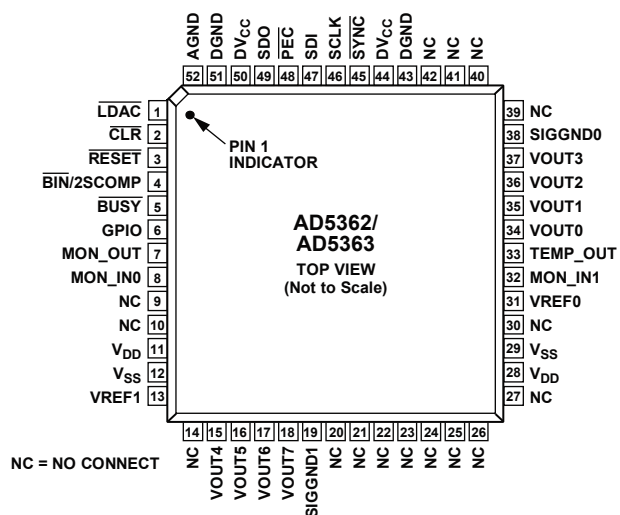 AGND
DGND
DVCC
SDO
PEC
SDI
SCLK
SYNC
DVCC
DGND
NC
NC
NC
52 51 50 49 48 47 46 45 44 43 42 41 40
LDAC 1
CLR 2
RESET 3
BIN/2SCOMP 4
BUSY 5
GPIO 6
MON_OUT 7
MON_IN0 8
NC 9
NC 10
VDD 11
VSS 12
VREF1 13
PIN 1
INDICATOR
AD5362/
AD5363
TOP VIEW
(Not to Scale)
39 NC
38 SIGGND0
37 VOUT3
36 VOUT2
35 VOUT1
34 VOUT0
33 TEMP_OUT
32 MON_IN1
31 VREF0
30 NC
29 VSS
28 VDD
27 NC
14 15 16 17 18 19 20 21 22 23 24 25 26
NC
VOUT4
VOUT5
VOUT6
VOUT7
SIGGND1
NC
NC
NC
NC
NC
NC
NC
NC = NO CONNECT